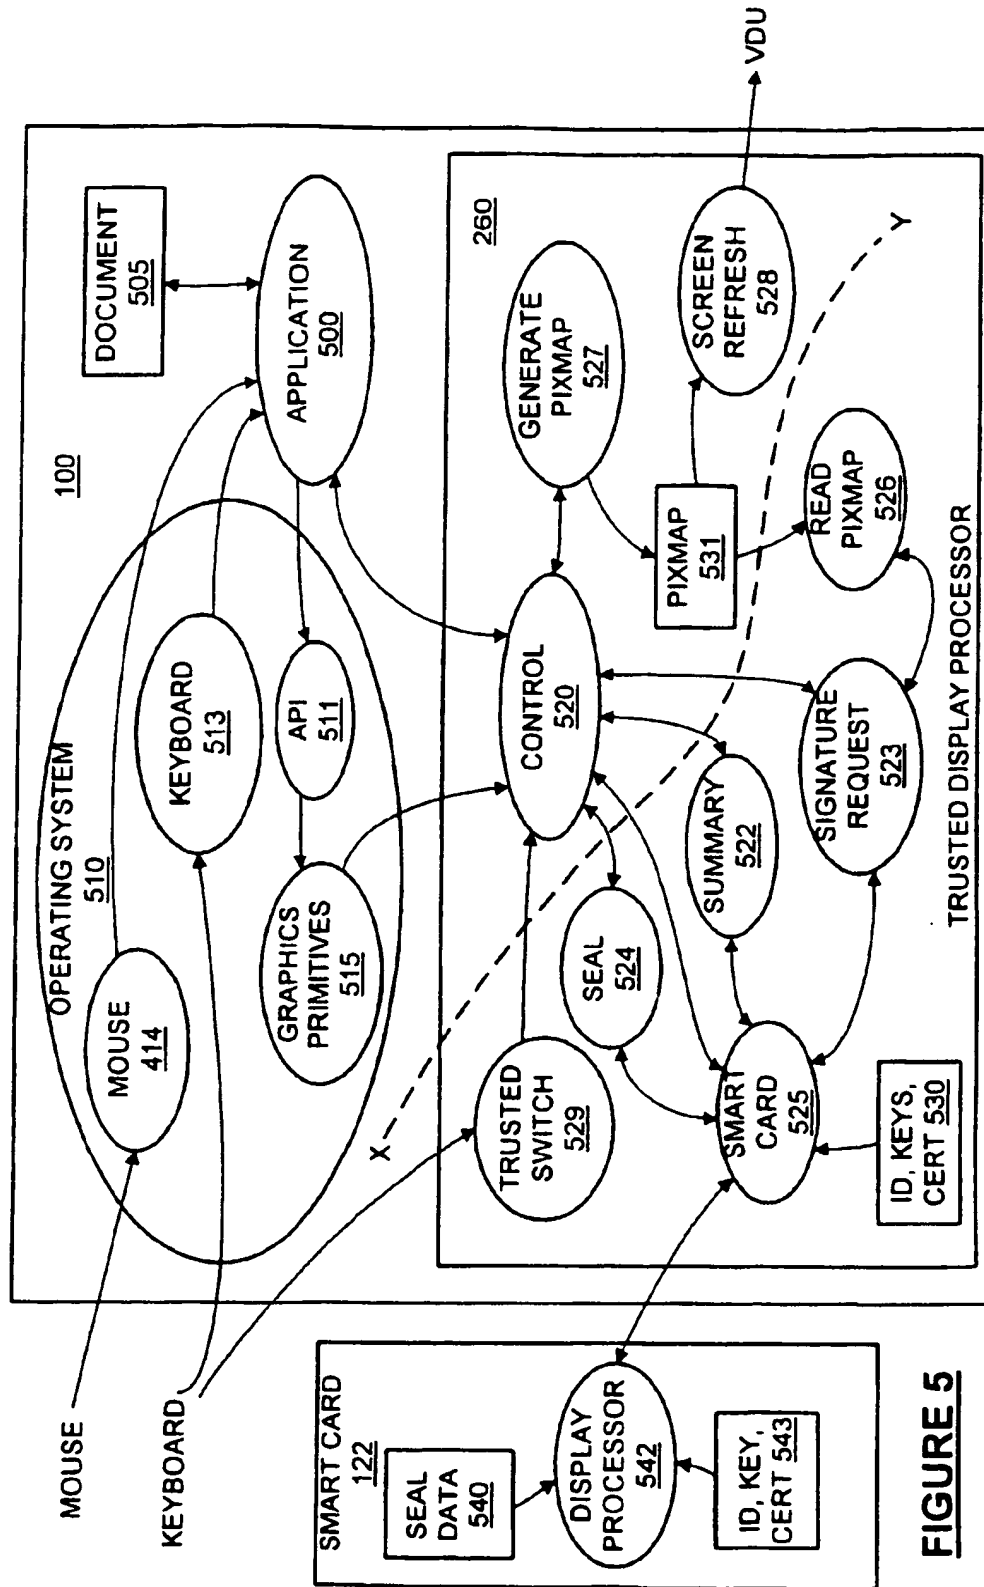 MOUSE
KEYBOARD
100
OPERATING SYSTEM
510
MOUSE
414
KEYBOARD
513
GRAPHICS
PRIMITIVES
515
API
511
DOCUMENT
505
APPLICATION
500
X
260
TRUSTED
SWITCH
529
CONTROL
520
GENERATE
PIXMAP
527
SEAL
524
PIXMAP
531
SCREEN
REFRESH
528
VDU
Y
SUMMARY
522
SMART
CARD
525
SIGNATURE
REQUEST
523
READ
PIXMAP
526
ID, KEYS,
CERT 530
TRUSTED DISPLAY PROCESSOR
SMART CARD
122
SEAL
DATA
540
DISPLAY
PROCESSOR
542
ID, KEY,
CERT 543
FIGURE 5